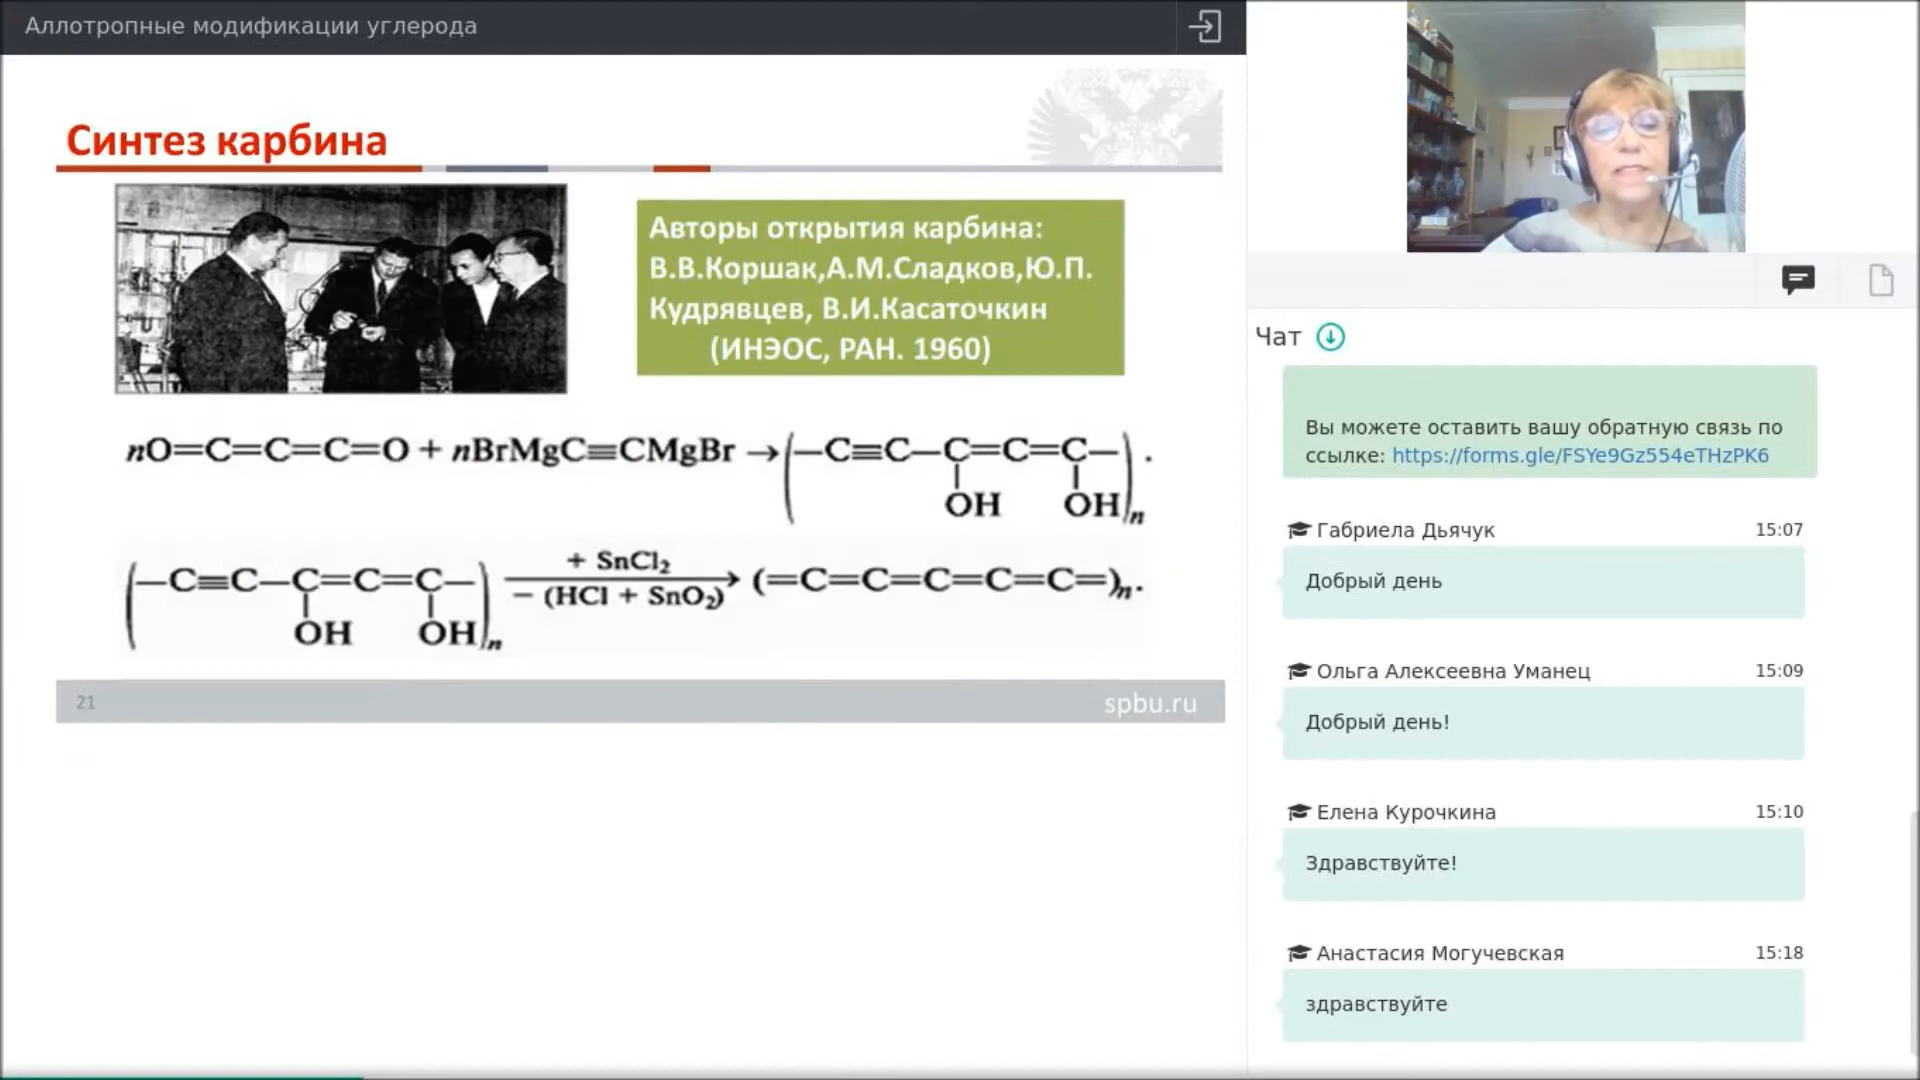 Аллотропные модификации углерода
Синтез карбина
Авторы открытия карбина:
В.В.Коршак,А.М.Сладков,Ю.П.
Кудрявцев, В.И.Касаточкин
(ИНЭОС, РАН. 1960)
nO=C=C=C=O + nBrMgC≡CMgBr → (—C≡C—C=C=C—)n .
OH OH
(—C≡C—C=C=C—)n + SnCl₂ − (HCl + SnO₂) → (=C=C=C=C=C=)n.
OH OH
21
spbu.ru
Чат
Вы можете оставить вашу обратную связь по
ссылке: https://forms.gle/FSYe9Gz554eTHzPK6
Габриела Дьячук 15:07
Добрый день
Ольга Алексеевна Уманец 15:09
Добрый день!
Елена Курочкина 15:10
Здравствуйте!
Анастасия Могучевская 15:18
здравствуйте